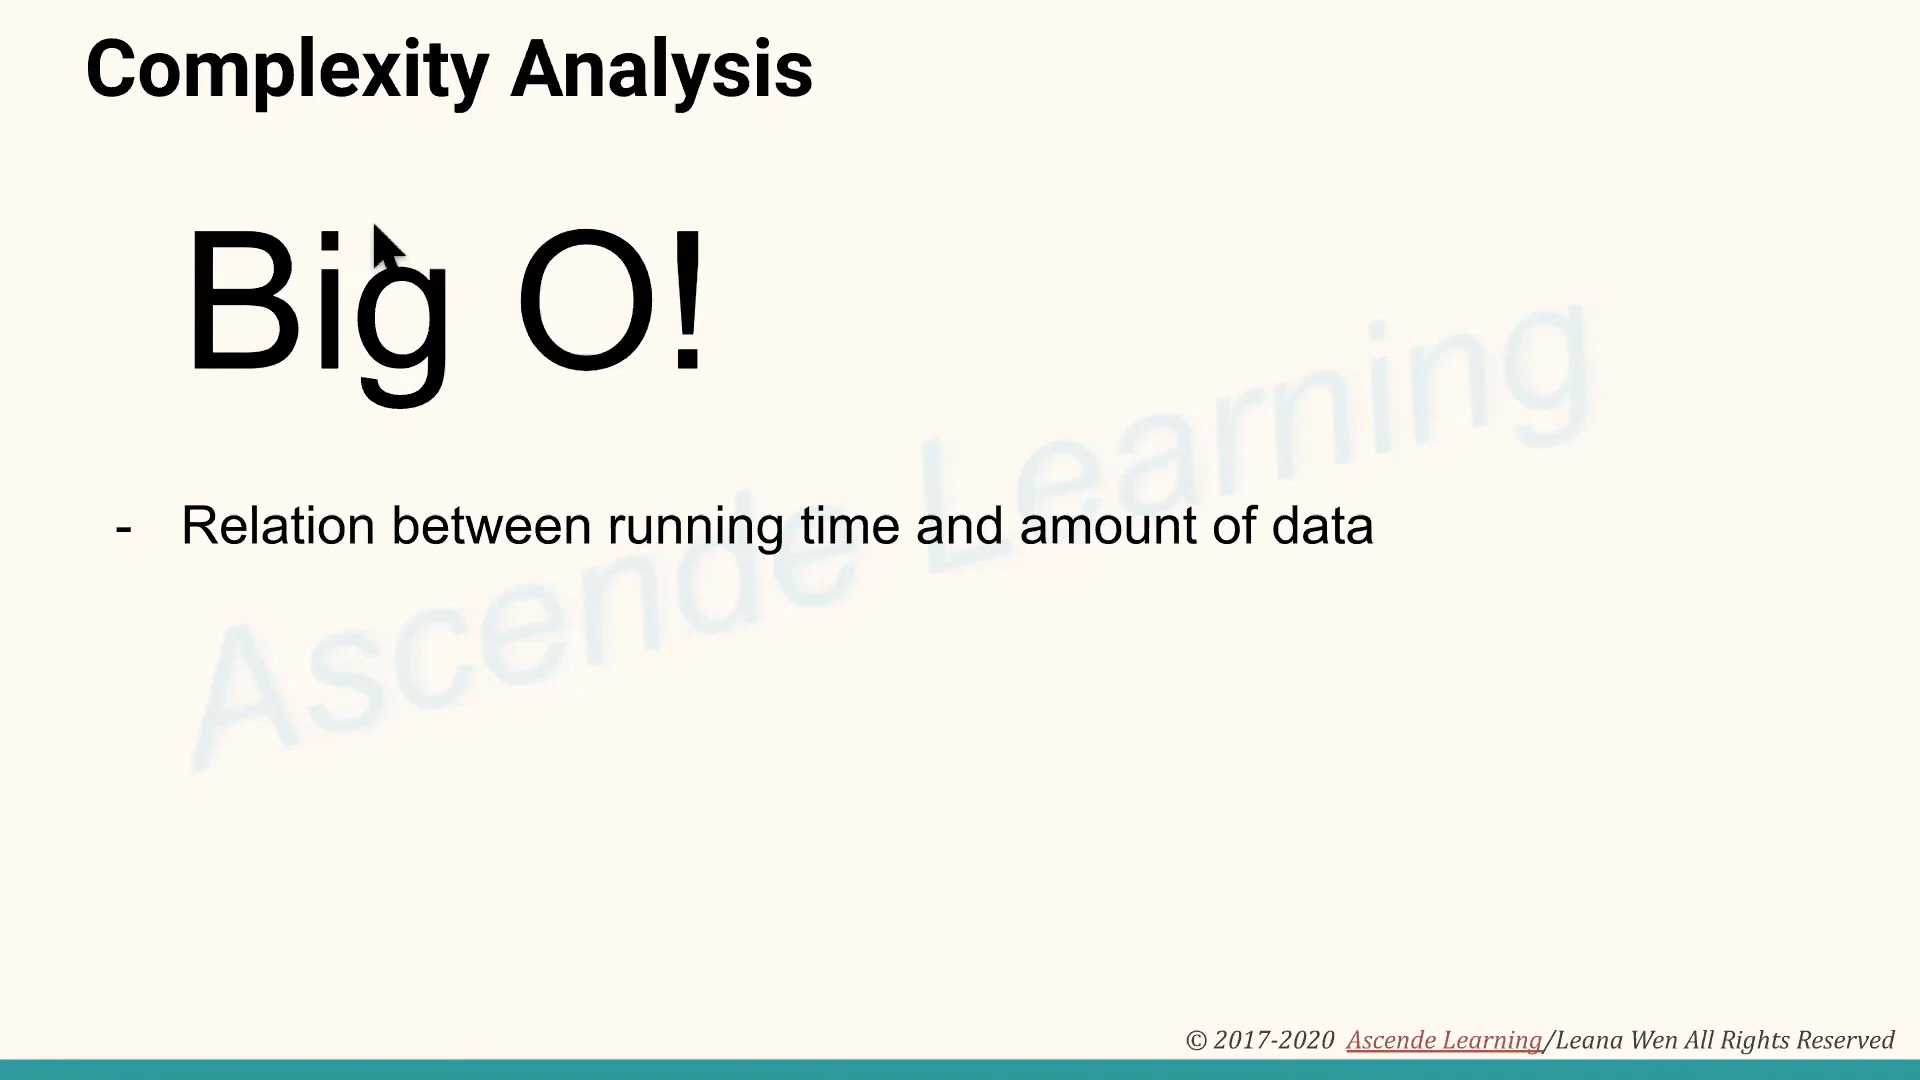 Complexity Analysis
Big O!
- Relation between running time and amount of data
Ascende Learning
© 2017-2020 Ascende Learning/Leana Wen All Rights Reserved